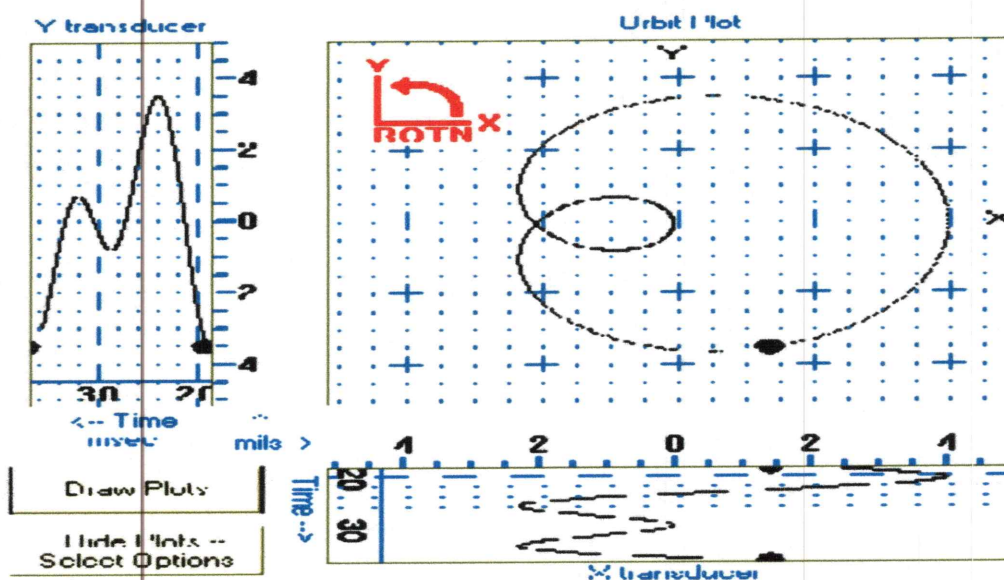 Y transducer
Urbit Plot
Y
Y
X
ROTN
X
4
2
0
2
4
30
20
<-- Time
msec
mils >
4 2 0 2 4
Time -->
20
30
Draw Plots
Hide Plots --
Select Options
X transducer